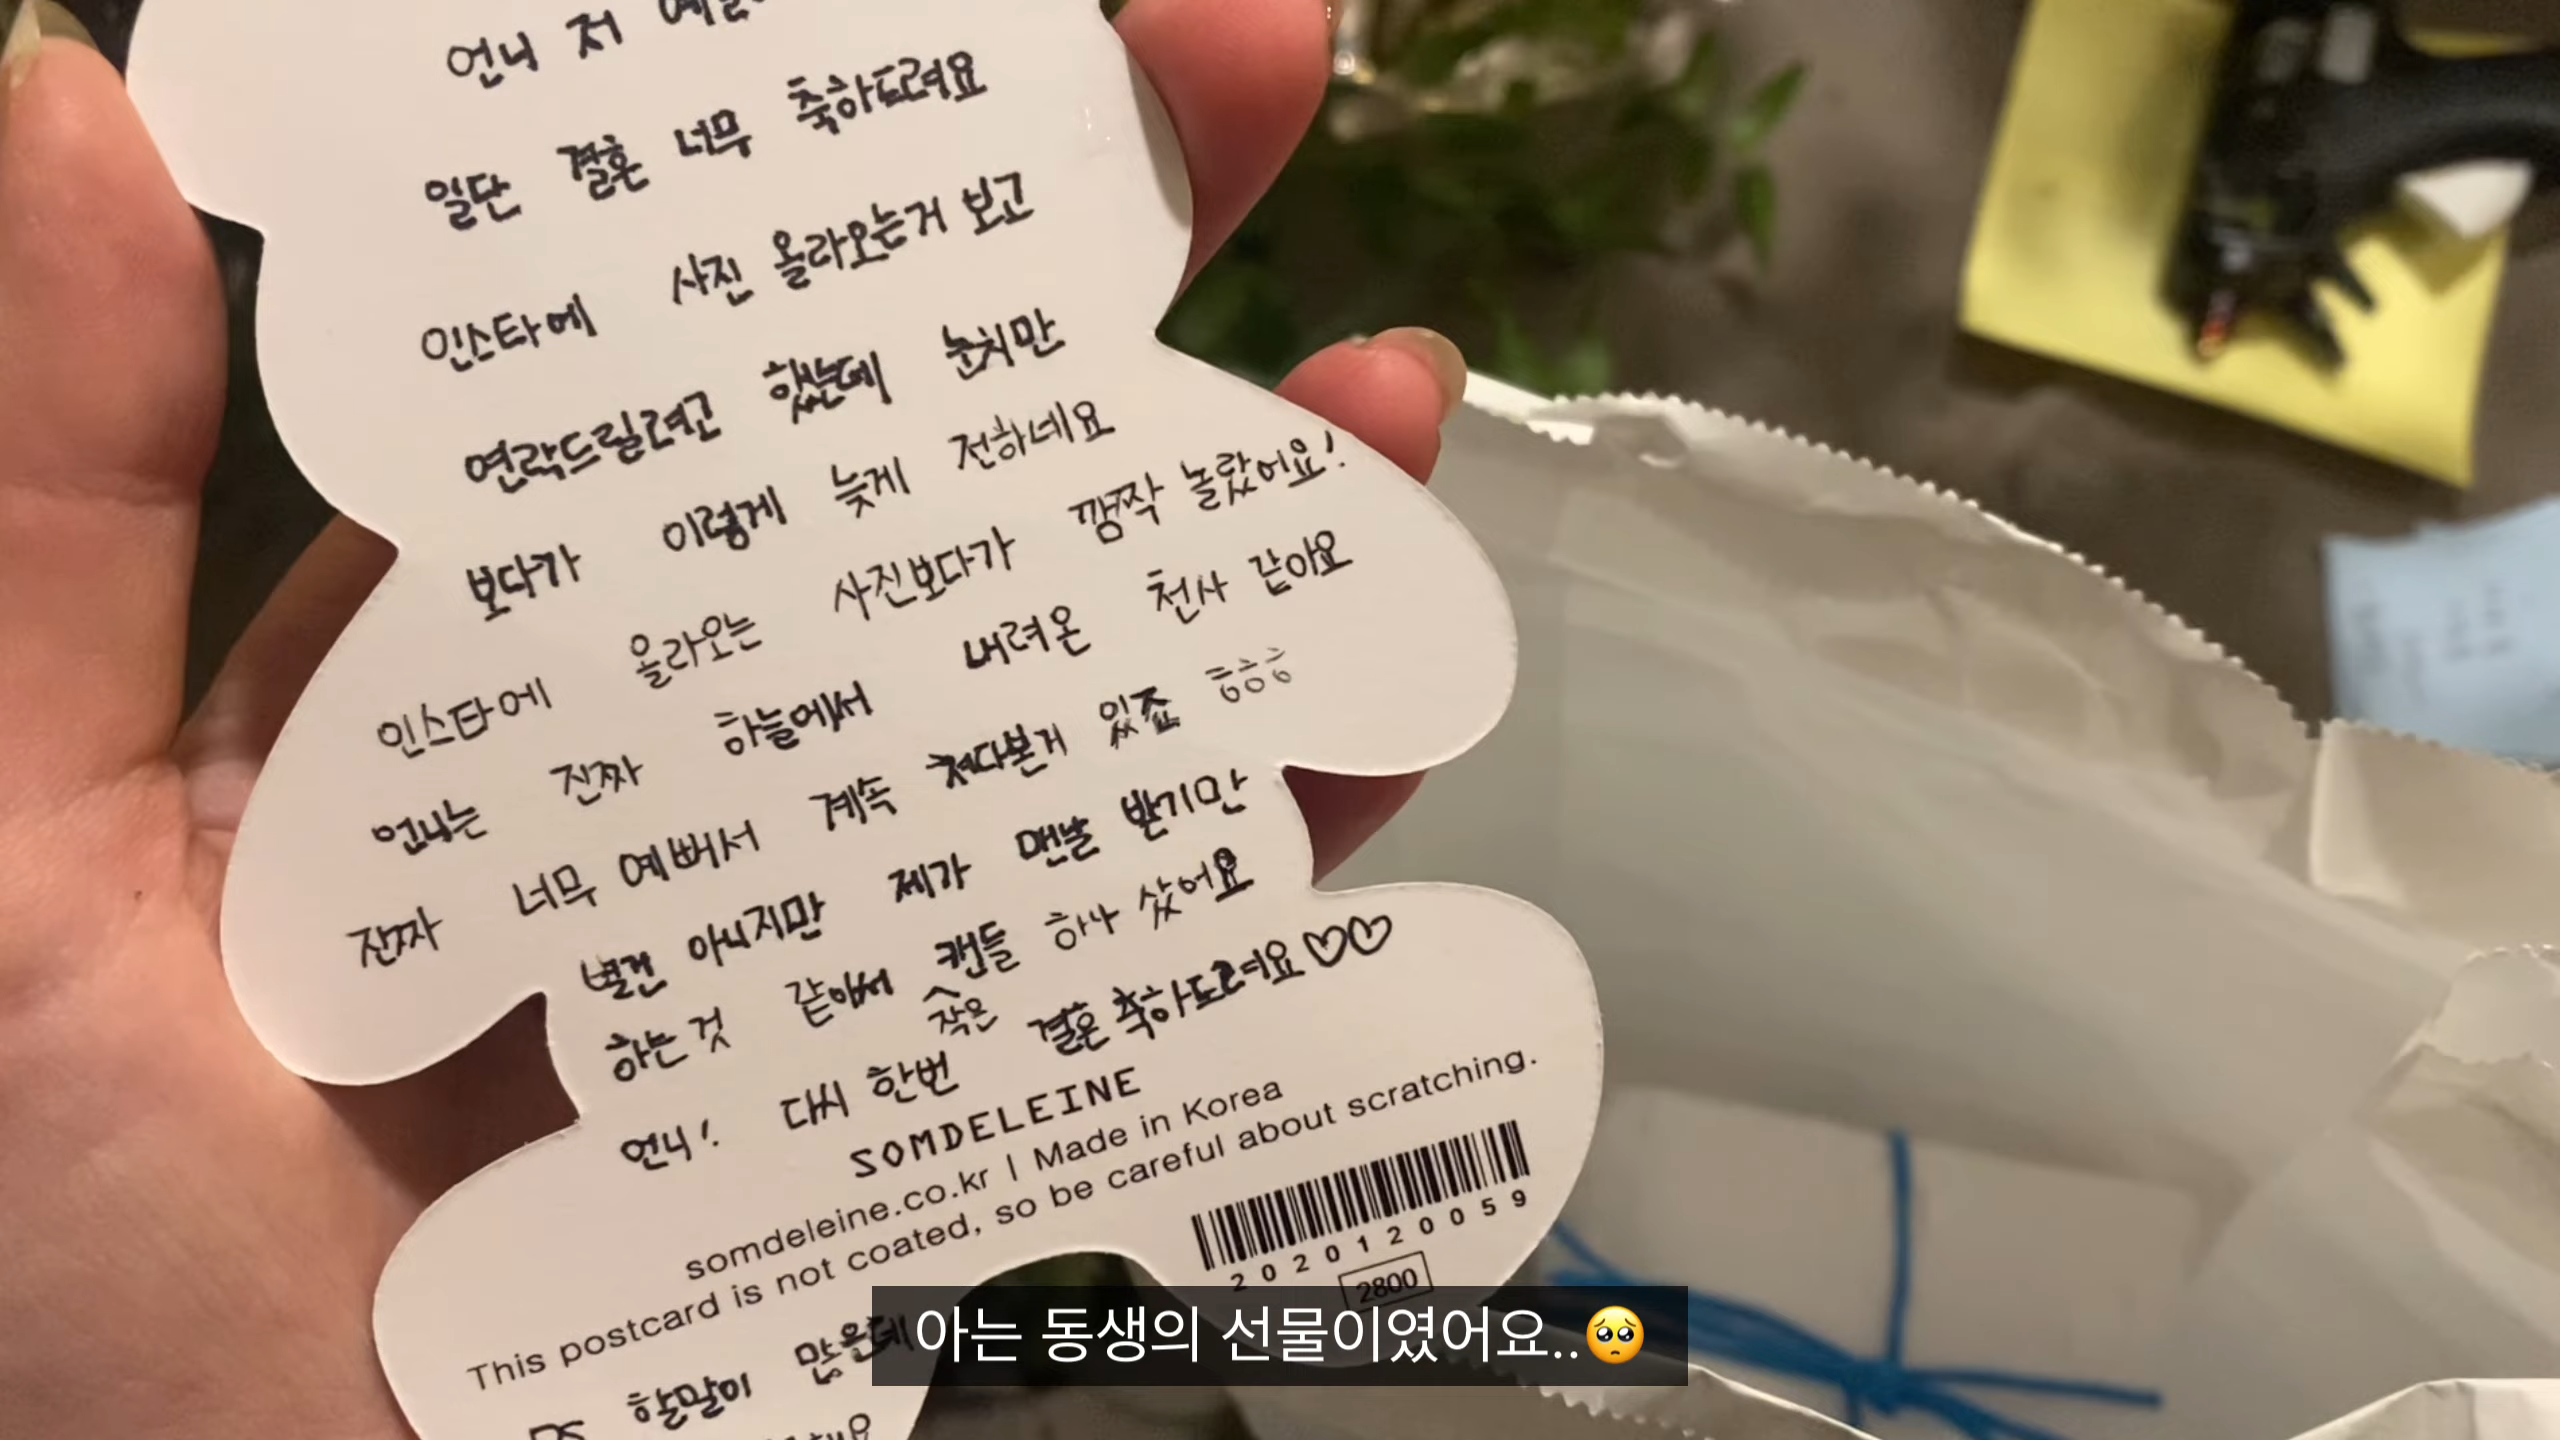 언니 저
일단 결혼 너무 축하드려요
인스타에 사진 올라오는거 보고
연락드릴려고 했는데 눈치만
보다가 이렇게 늦게 전하네요
인스타에 올라오는 사진보다가 깜짝 놀랐어요!
언니는 진짜 하늘에서 내려온 천사 같아요
진짜 너무 예뻐서 계속 쳐다본거 있죠 ㅎㅎㅎ
별건 아니지만 제가 맨날 받기만
하는것 같아서 작은 캔들 하나 샀어요
언니! 다시 한번 결혼 축하드려요♡♡
SOMDELEINE
somdeleine.co.kr | Made in Korea
This postcard is not coated, so be careful about scratching.
2020120059
2800
PS 할말이 많은데
아는 동생의 선물이였어요..🥺